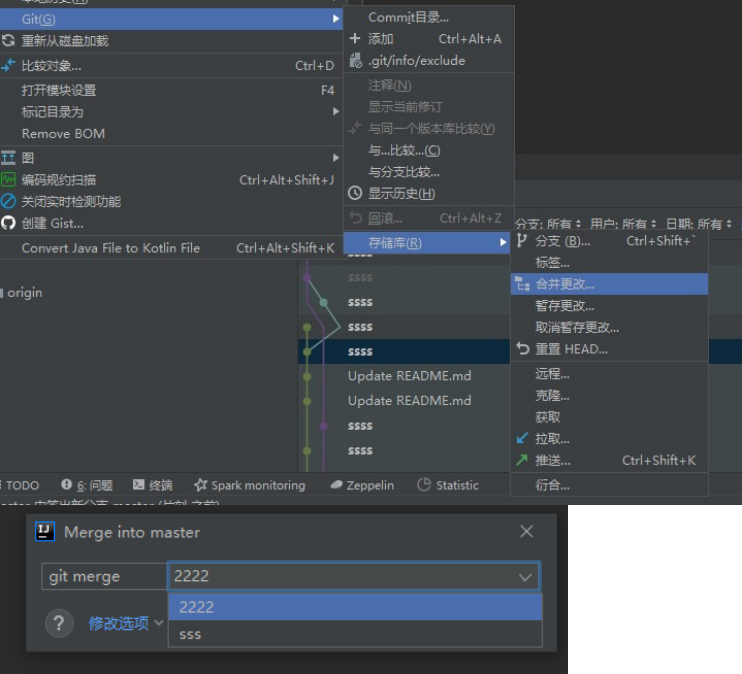 Git(G)
重新从磁盘加载
比较对象... Ctrl+D
打开模块设置 F4
标记目录为
Remove BOM
图
编码规约扫描 Ctrl+Alt+Shift+J
关闭实时检测功能
创建 Gist...
Convert Java File to Kotlin File Ctrl+Alt+Shift+K
Commit目录...
添加 Ctrl+Alt+A
.git/info/exclude
注释(N)
显示当前修订
与同一个版本库比较(Y)
与...比较...(C)
与分支比较...
显示历史(H)
回滚... Ctrl+Alt+Z
存储库(R)
分支: 所有 用户: 所有 日期: 所有
分支 (B)... Ctrl+Shift+`
标签...
合并更改...
暂存更改...
取消暂存更改...
重置 HEAD...
远程...
克隆...
获取
拉取...
推送... Ctrl+Shift+K
衍合...
origin
ssss
ssss
ssss
ssss
ssss
Update README.md
Update README.md
ssss
ssss
TODO 6: 问题 终端 Spark monitoring Zeppelin Statistic
Merge into master
git merge 2222
2222
sss
? 修改选项